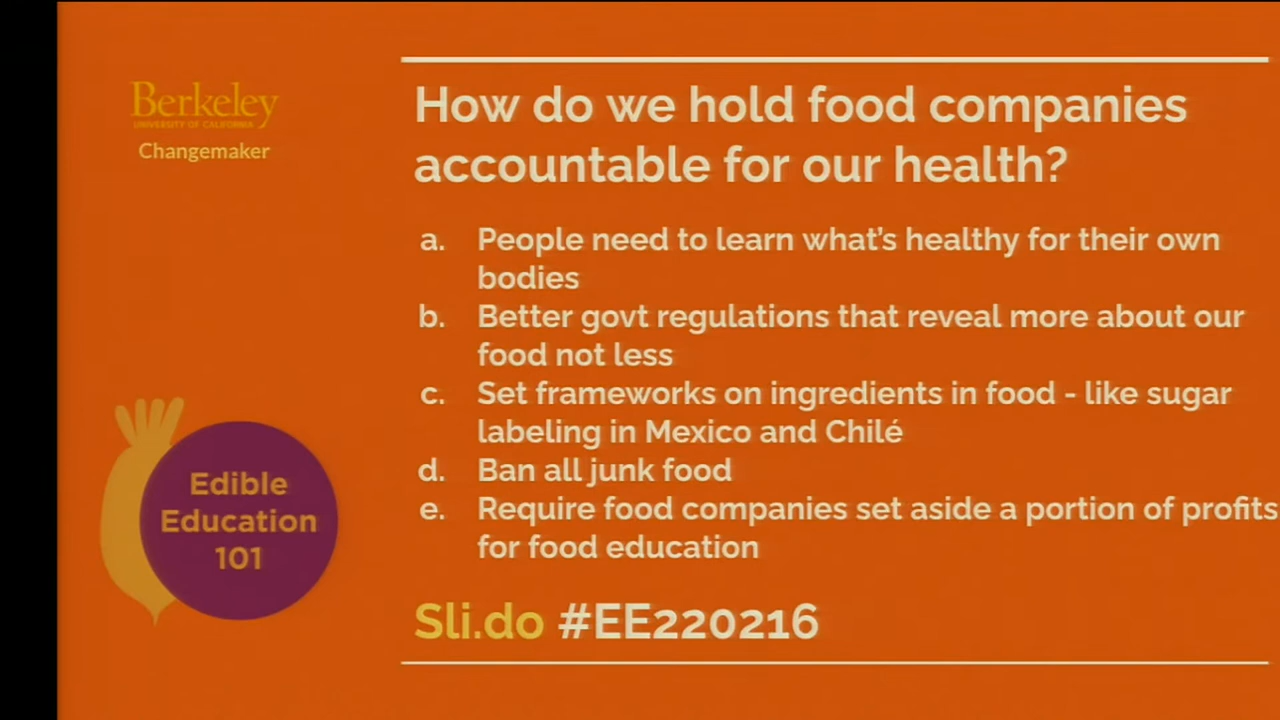 Berkeley
UNIVERSITY OF CALIFORNIA
Changemaker
How do we hold food companies
accountable for our health?
a. People need to learn what's healthy for their own
bodies
b. Better govt regulations that reveal more about our
food not less
c. Set frameworks on ingredients in food - like sugar
labeling in Mexico and Chilé
d. Ban all junk food
e. Require food companies set aside a portion of profits
for food education
Edible
Education
101
Sli.do #EE220216